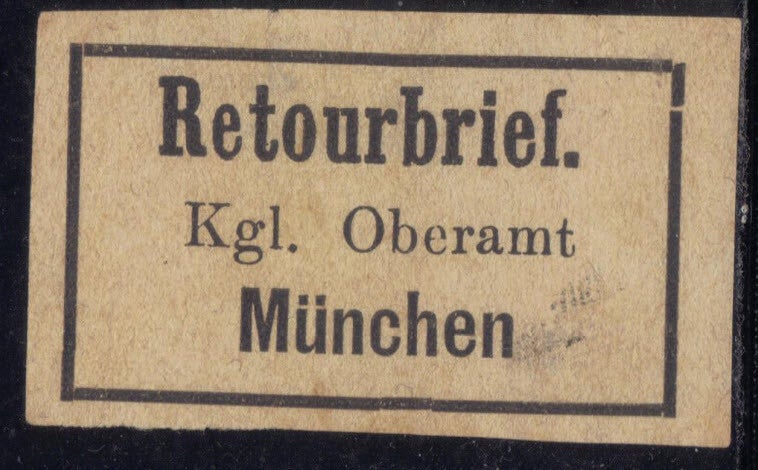 Retourbrief.
Kgl. Oberamt
München